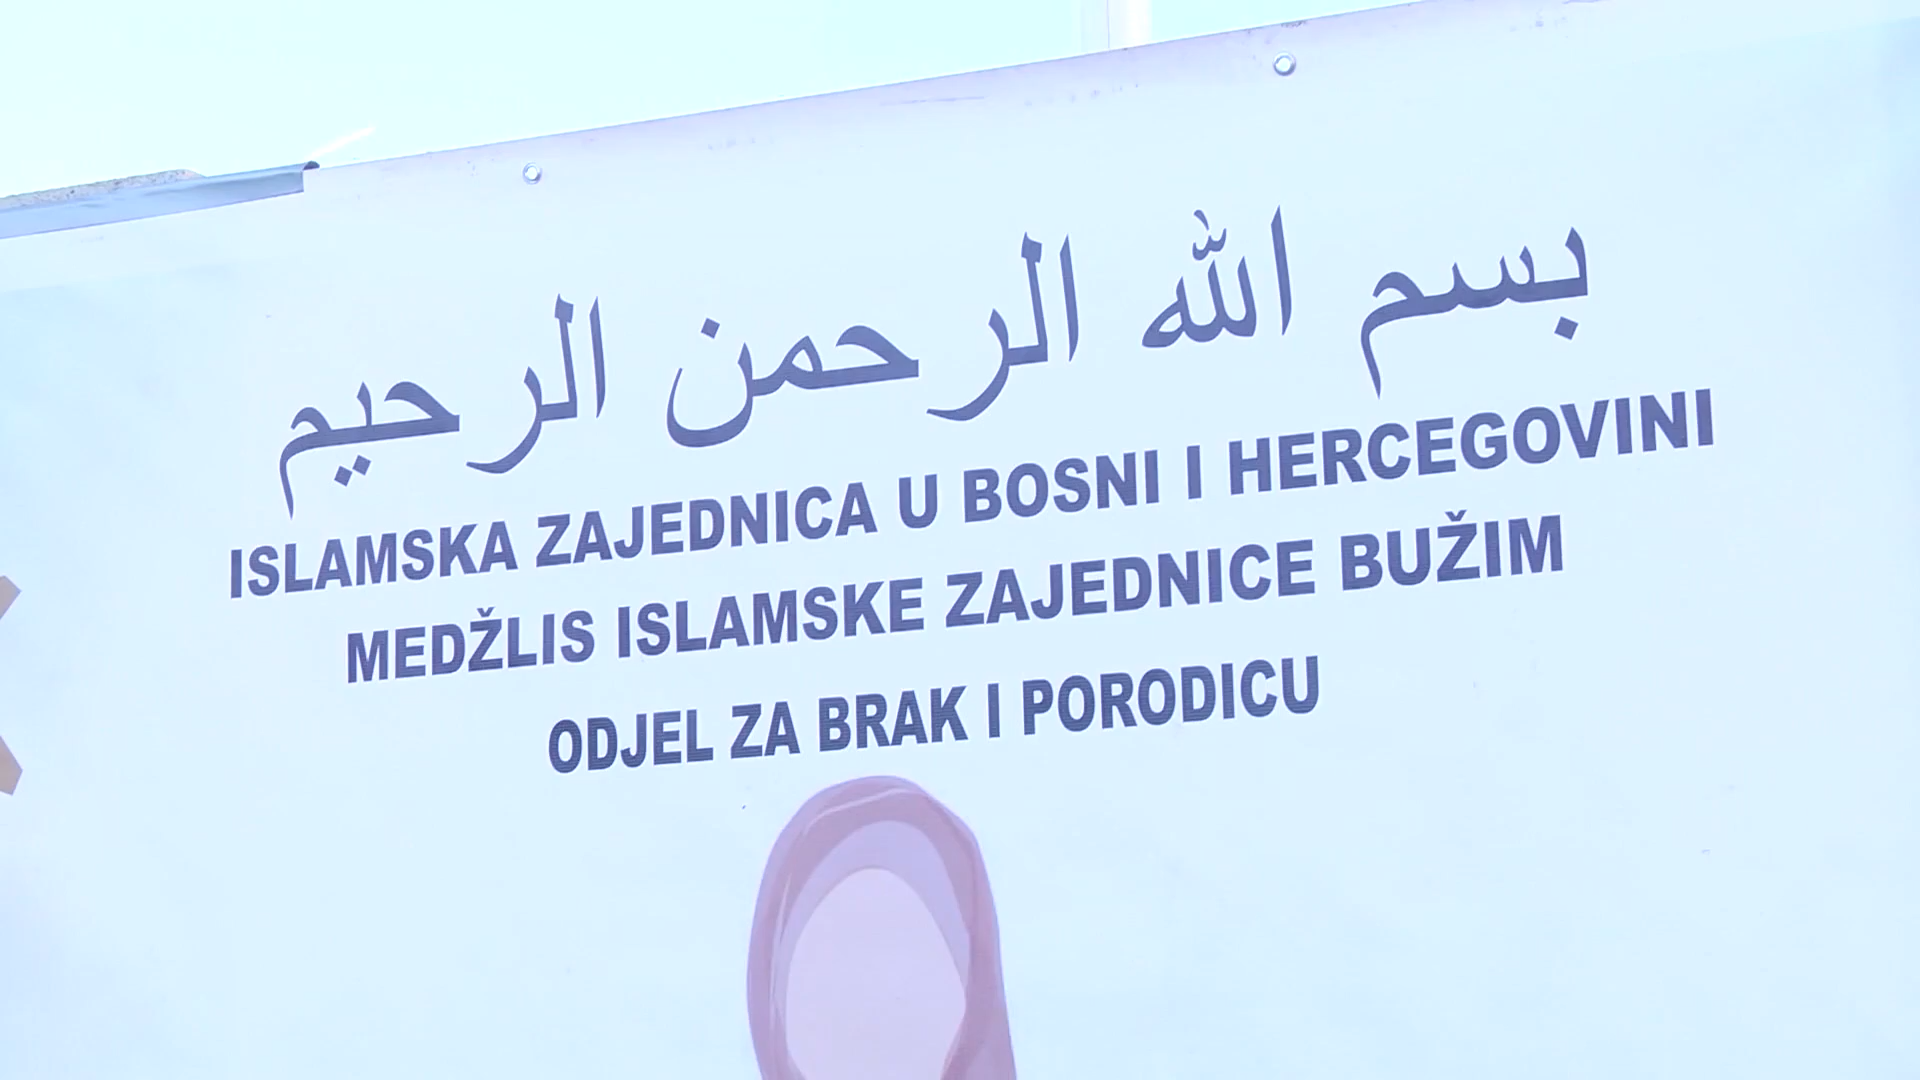 بسم الله الرحمن الرحيم
ISLAMSKA ZAJEDNICA U BOSNI I HERCEGOVINI
MEDŽLIS ISLAMSKE ZAJEDNICE BUŽIM
ODJEL ZA BRAK I PORODICU